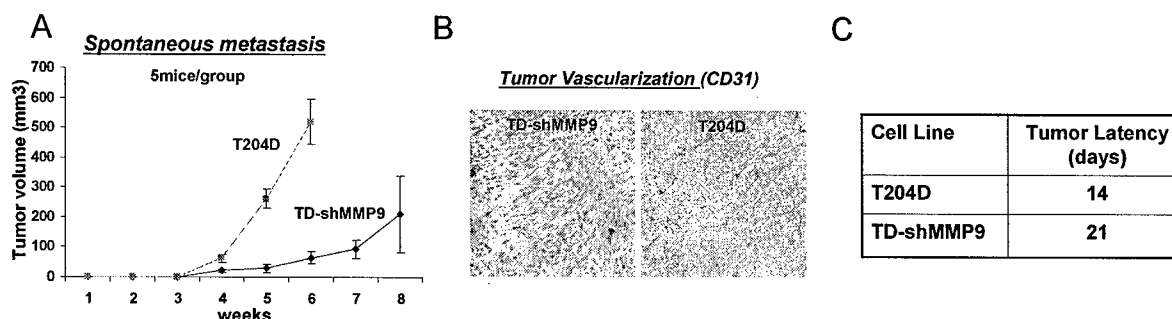 A
Spontaneous metastasis
Tumor volume (mm3)
700
600
500
400
300
200
100
0
5mice/group
T204D
TD-shMMP9
1 2 3 4 5 6 7 8
weeks
B
Tumor Vascularization (CD31)
TD-shMMP9 T204D
C
Cell Line Tumor Latency
(days)
T204D 14
TD-shMMP9 21